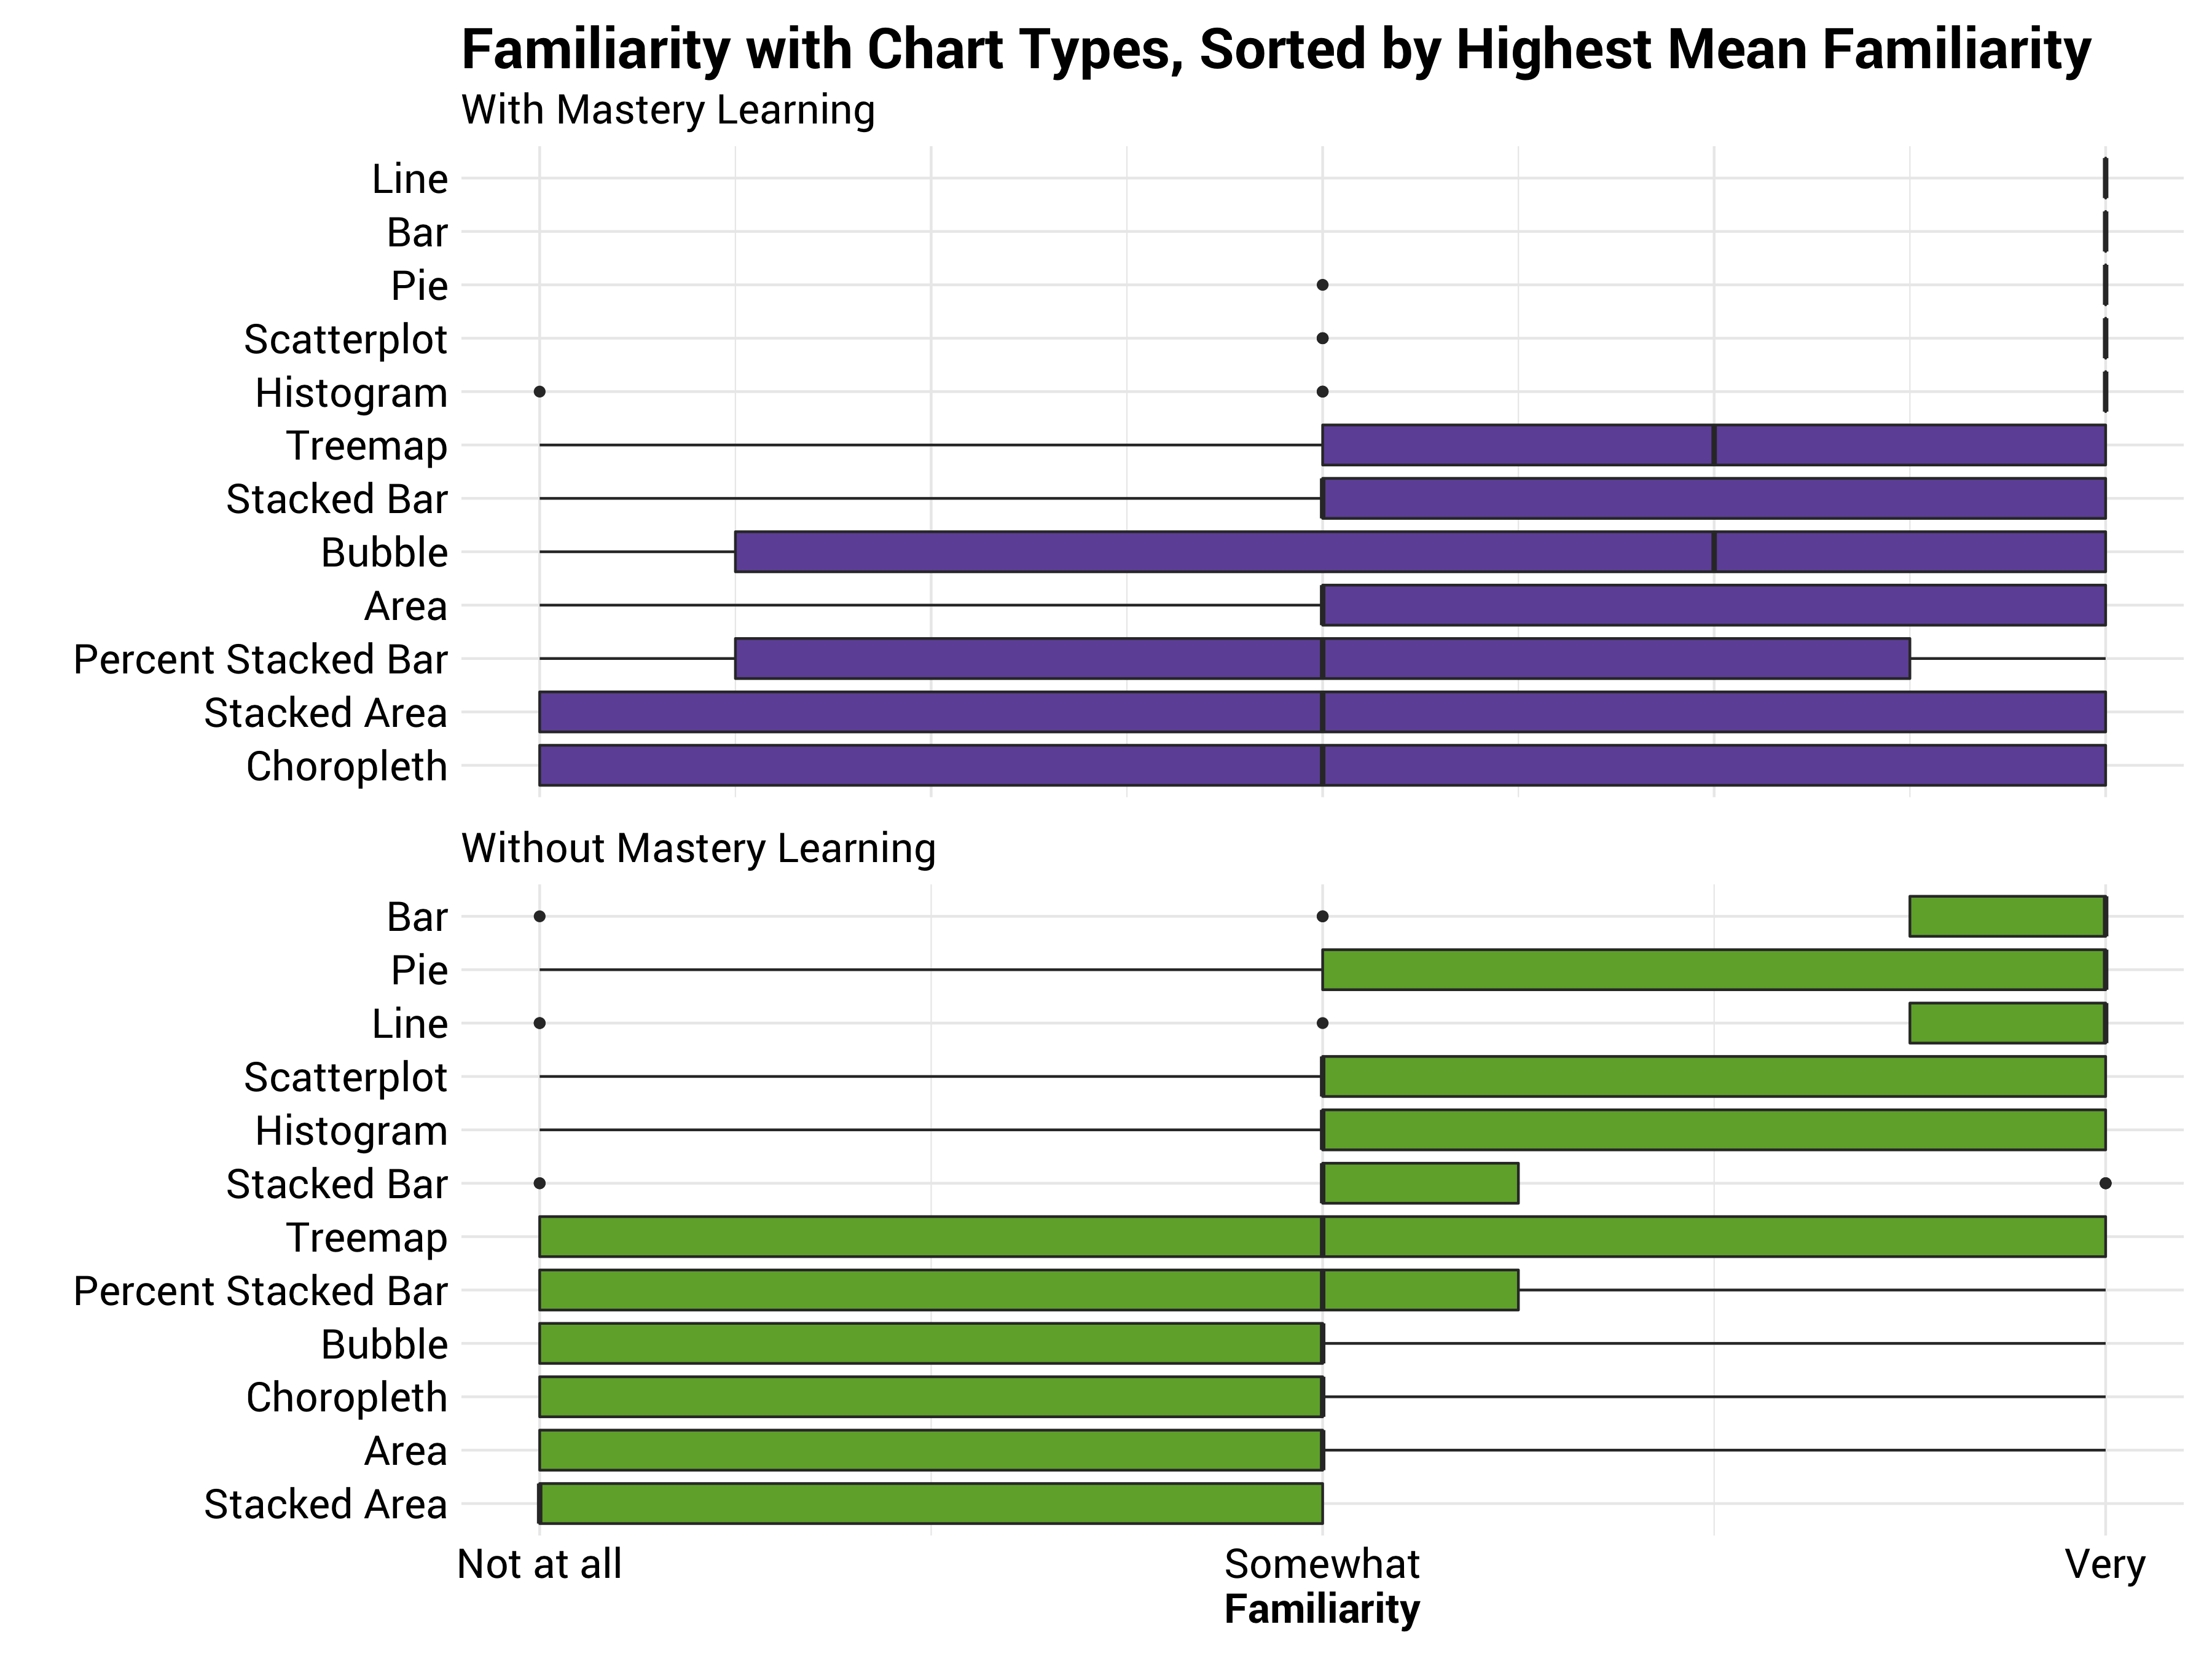 Familiarity with Chart Types, Sorted by Highest Mean Familiarity
With Mastery Learning
Line
Bar
Pie
Scatterplot
Histogram
Treemap
Stacked Bar
Bubble
Area
Percent Stacked Bar
Stacked Area
Choropleth
Without Mastery Learning
Bar
Pie
Line
Scatterplot
Histogram
Stacked Bar
Treemap
Percent Stacked Bar
Bubble
Choropleth
Area
Stacked Area
Not at all Somewhat Very
Familiarity